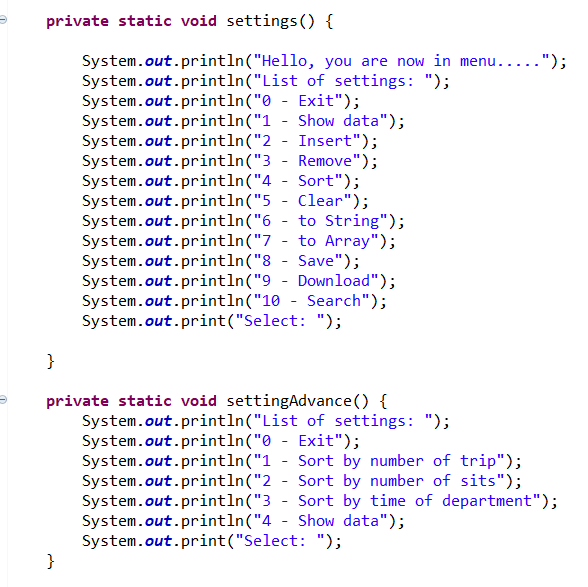 private static void settings() {
System.out.println("Hello, you are now in menu.....");
System.out.println("List of settings: ");
System.out.println("0 - Exit");
System.out.println("1 - Show data");
System.out.println("2 - Insert");
System.out.println("3 - Remove");
System.out.println("4 - Sort");
System.out.println("5 - Clear");
System.out.println("6 - to String");
System.out.println("7 - to Array");
System.out.println("8 - Save");
System.out.println("9 - Download");
System.out.println("10 - Search");
System.out.print("Select: ");
}
private static void settingAdvance() {
System.out.println("List of settings: ");
System.out.println("0 - Exit");
System.out.println("1 - Sort by number of trip");
System.out.println("2 - Sort by number of sits");
System.out.println("3 - Sort by time of department");
System.out.println("4 - Show data");
System.out.print("Select: ");
}